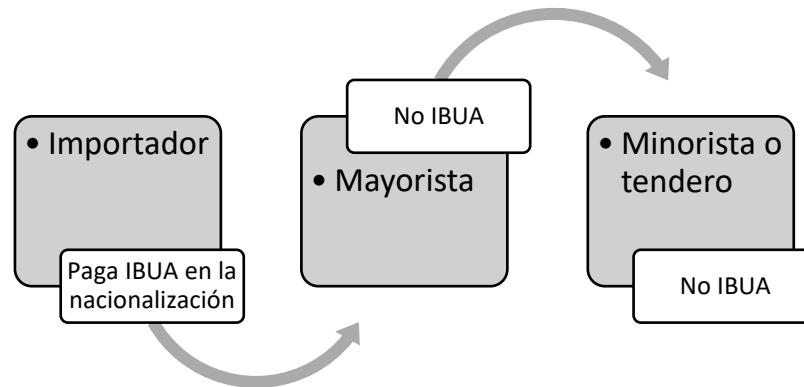 • Importador
Paga IBUA en la
nacionalización
No IBUA
• Mayorista
• Minorista o
tendero
No IBUA